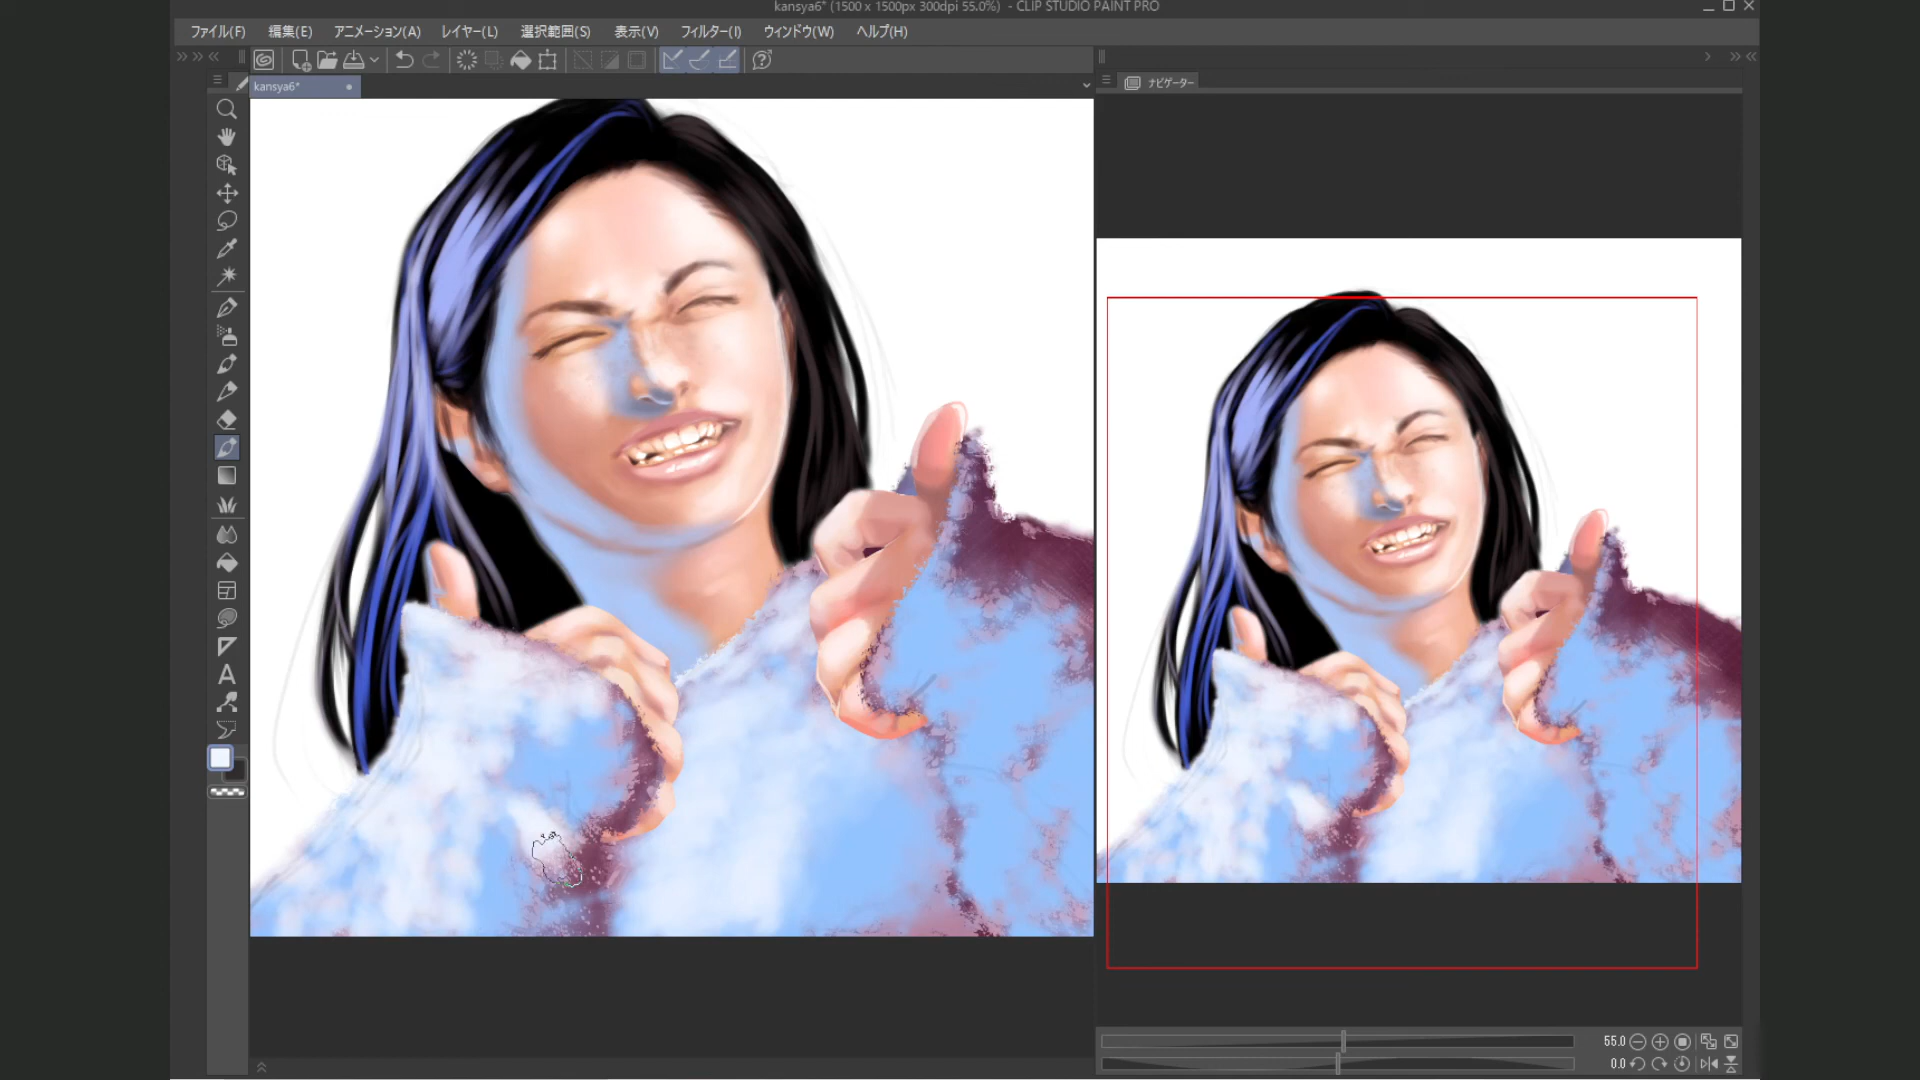 kansya6* (1500 x 1500px 300dpi 55.0%)  - CLIP STUDIO PAINT PRO
ファイル(F) 編集(E) アニメーション(A) レイヤー(L) 選択範囲(S) 表示(V) フィルター(I) ウィンドウ(W) ヘルプ(H)
kansya6*
ナビゲーター
55.0
0.0